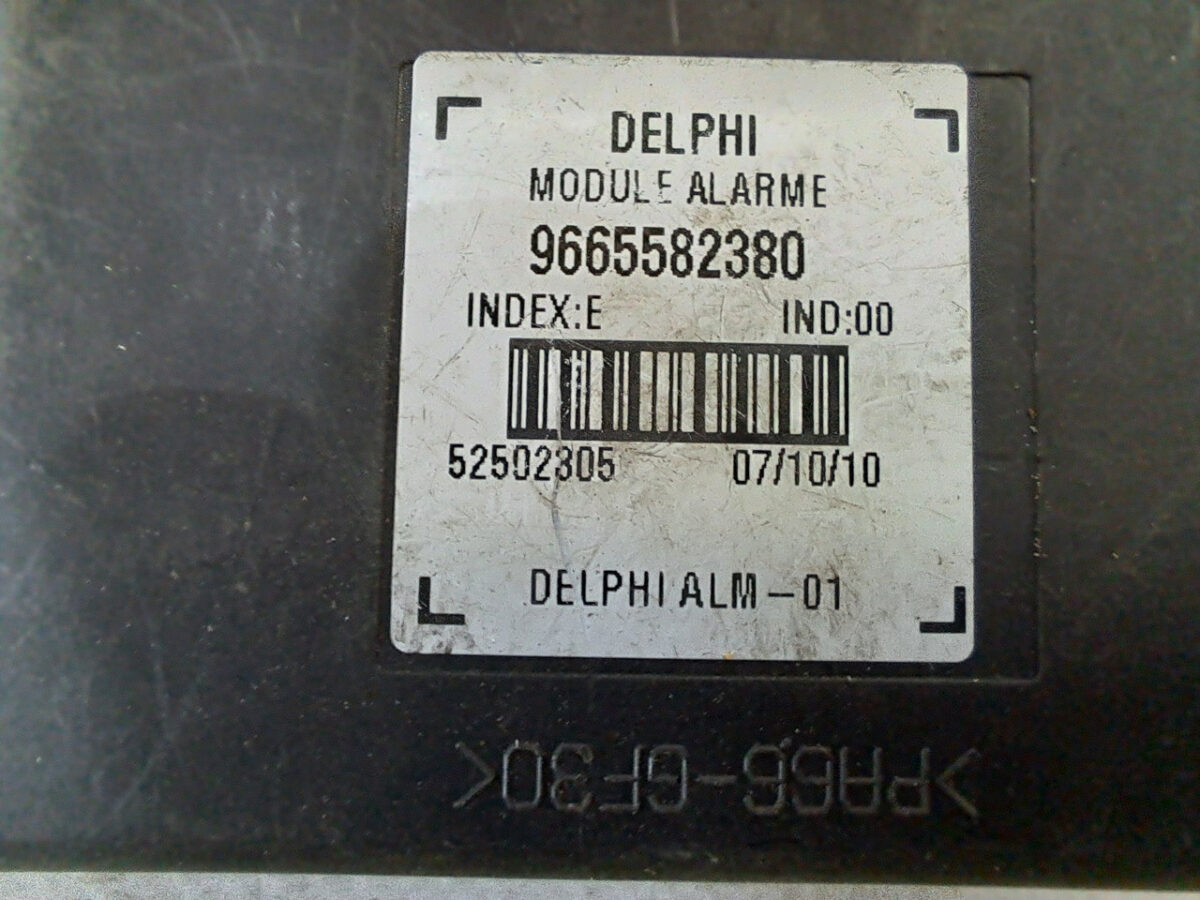 DELPHI
MODULE ALARME
9665582380
INDEX:E IND:00
52502305 07/10/10
DELPHI ALM-01
>PA66-GF30<